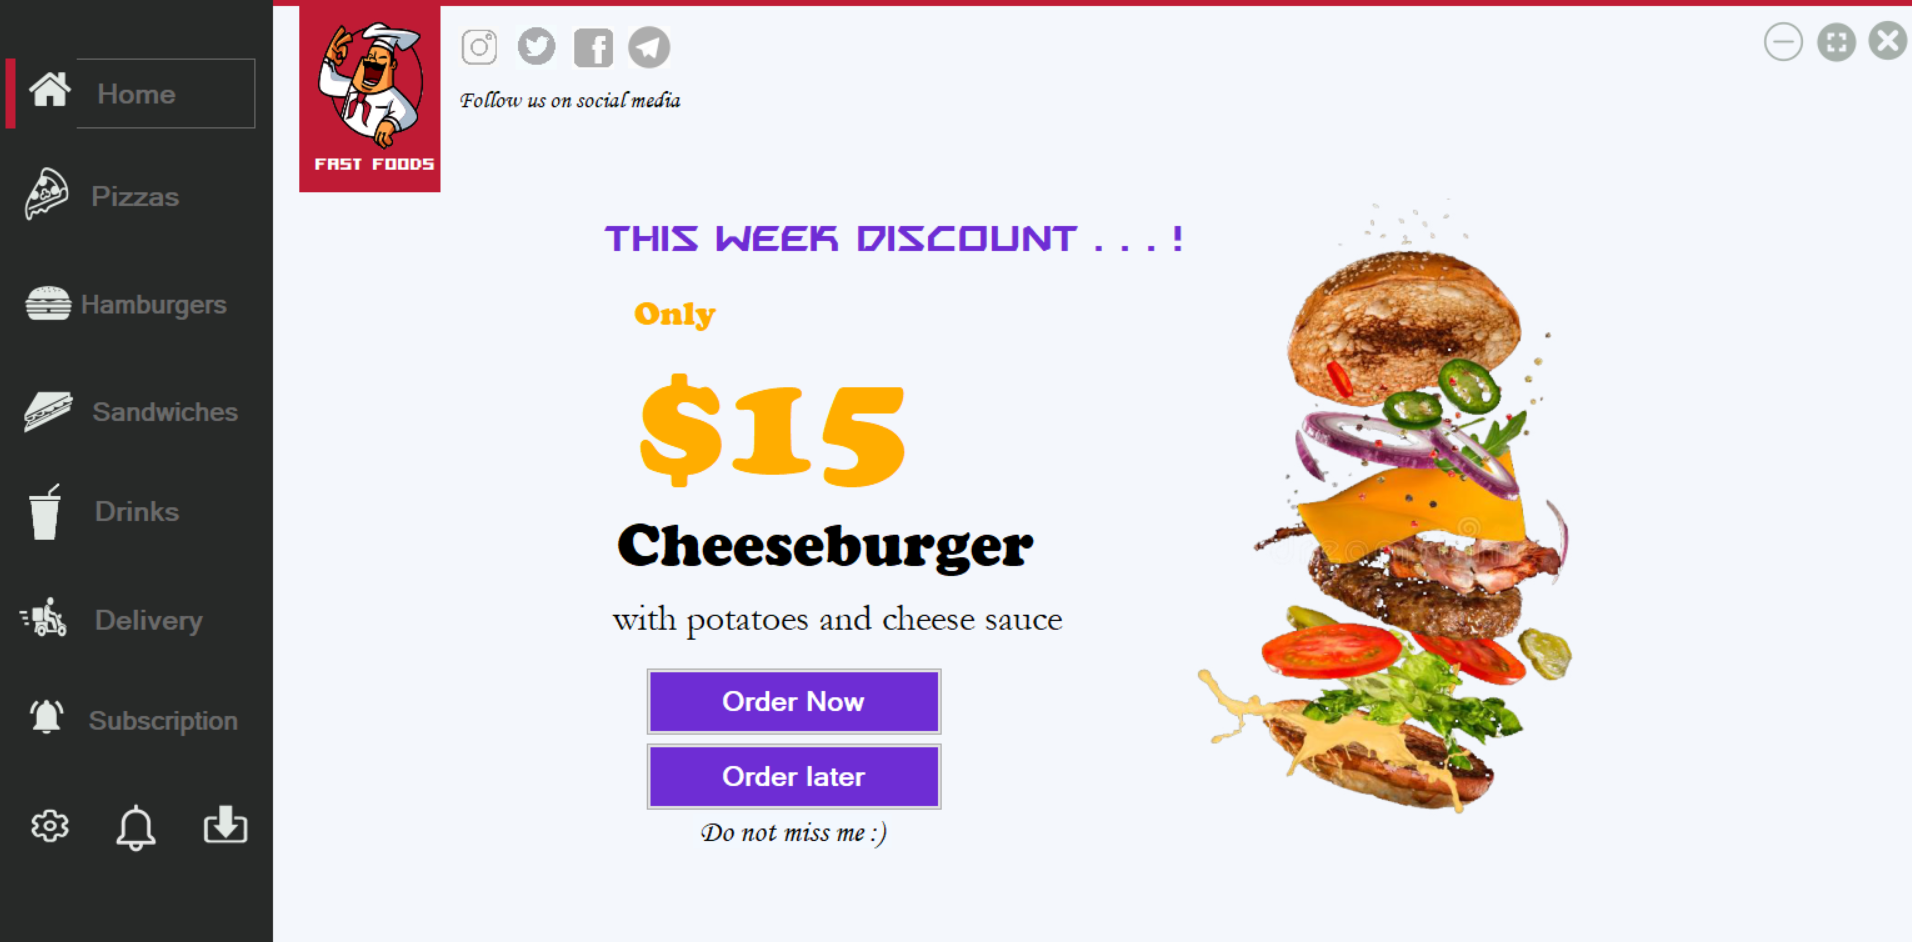 Home
Pizzas
Hamburgers
Sandwiches
Drinks
Delivery
Subscription
FAST FOODS
Follow us on social media
THIS WEEK DISCOUNT . . . !
Only
$15
Cheeseburger
with potatoes and cheese sauce
Order Now
Order later
Do not miss me :)